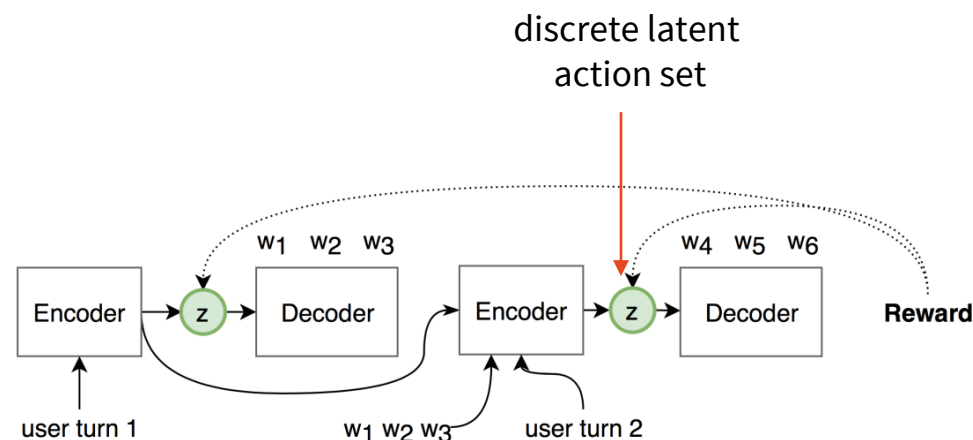 discrete latent
action set
w1 w2 w3
w4 w5 w6
Encoder
z
Decoder
Encoder
z
Decoder
Reward
user turn 1
w1 w2 w3
user turn 2